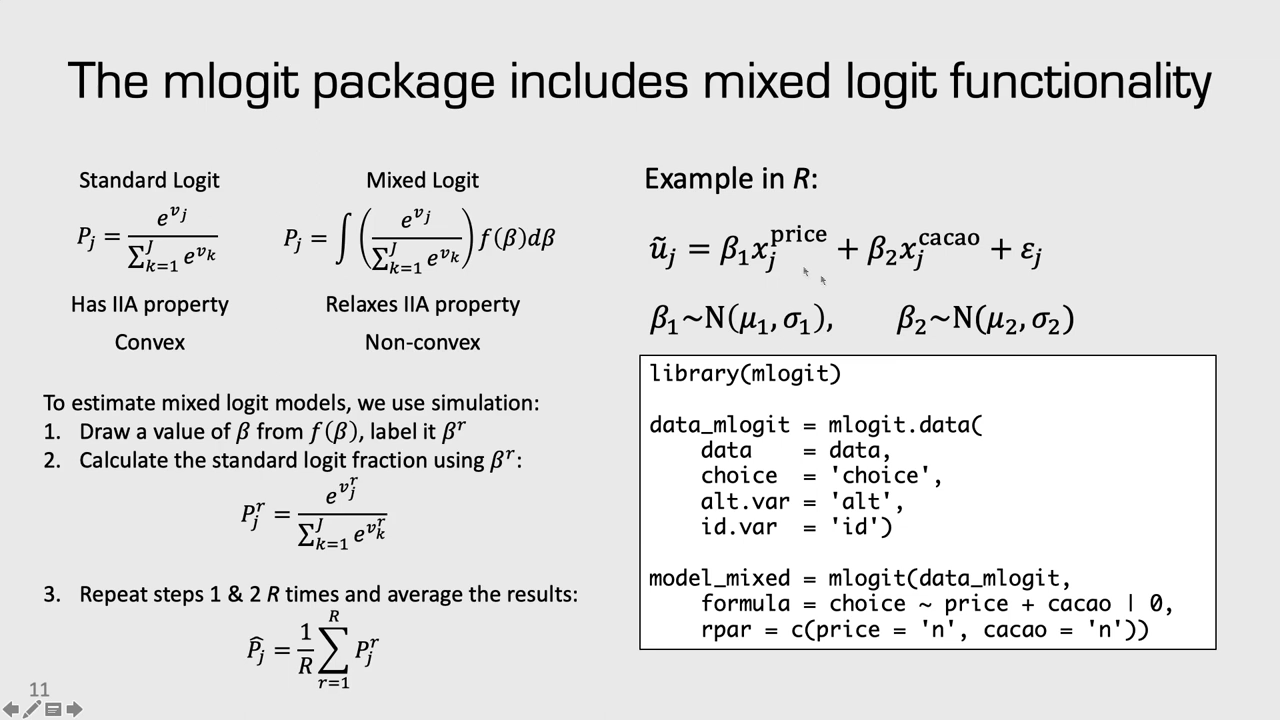 The mlogit package includes mixed logit functionality
Standard Logit
P_j = e^{v_j} / ∑_{k=1}^{J} e^{v_k}
Has IIA property
Convex
Mixed Logit
P_j = ∫ ( e^{v_j} / ∑_{k=1}^{J} e^{v_k} ) f(β)dβ
Relaxes IIA property
Non-convex
To estimate mixed logit models, we use simulation:
1. Draw a value of β from f(β), label it β^r
2. Calculate the standard logit fraction using β^r:
P_j^r = e^{v_j^r} / ∑_{k=1}^{J} e^{v_k^r}
3. Repeat steps 1 & 2 R times and average the results:
P̂_j = 1/R ∑_{r=1}^{R} P_j^r
Example in R:
ũ_j = β_1 x_j^{price} + β_2 x_j^{cacao} + ε_j
β_1~N(μ_1, σ_1), β_2~N(μ_2, σ_2)
library(mlogit)
data_mlogit = mlogit.data(
data = data,
choice = 'choice',
alt.var = 'alt',
id.var = 'id')
model_mixed = mlogit(data_mlogit,
formula = choice ~ price + cacao | 0,
rpar = c(price = 'n', cacao = 'n'))
11